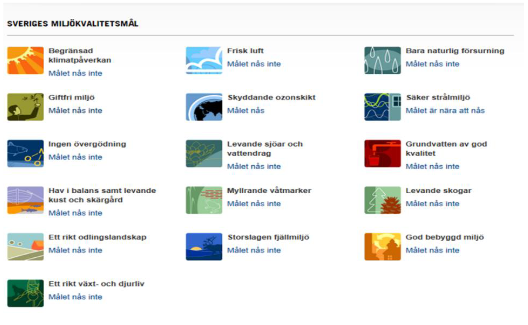 SVERIGES MILJÖKVALITETSMÅL
Begränsad
klimatpåverkan
Målet nås inte
Frisk luft
Målet nås inte
Bara naturlig försurning
Målet nås inte
Giftfri miljö
Målet nås inte
Skyddande ozonskikt
Målet nås
Säker strålmiljö
Målet är nära att nås
Ingen övergödning
Målet nås inte
Levande sjöar och
vattendrag
Målet nås inte
Grundvatten av god
kvalitet
Målet nås inte
Hav i balans samt levande
kust och skärgård
Målet nås inte
Myllrande våtmarker
Målet nås inte
Levande skogar
Målet nås inte
Ett rikt odlingslandskap
Målet nås inte
Storslagen fjällmiljö
Målet nås inte
God bebyggd miljö
Målet nås inte
Ett rikt växt- och djurliv
Målet nås inte